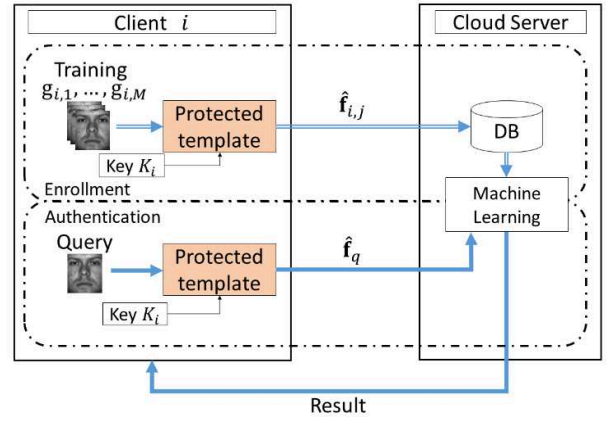 Client i
Cloud Server
Training
g_{i,1}, ..., g_{i,M}
Protected
template
f̂_{i,j}
DB
Key K_i
Enrollment
Machine
Learning
Authentication
Query
Protected
template
f̂_q
Key K_i
Result